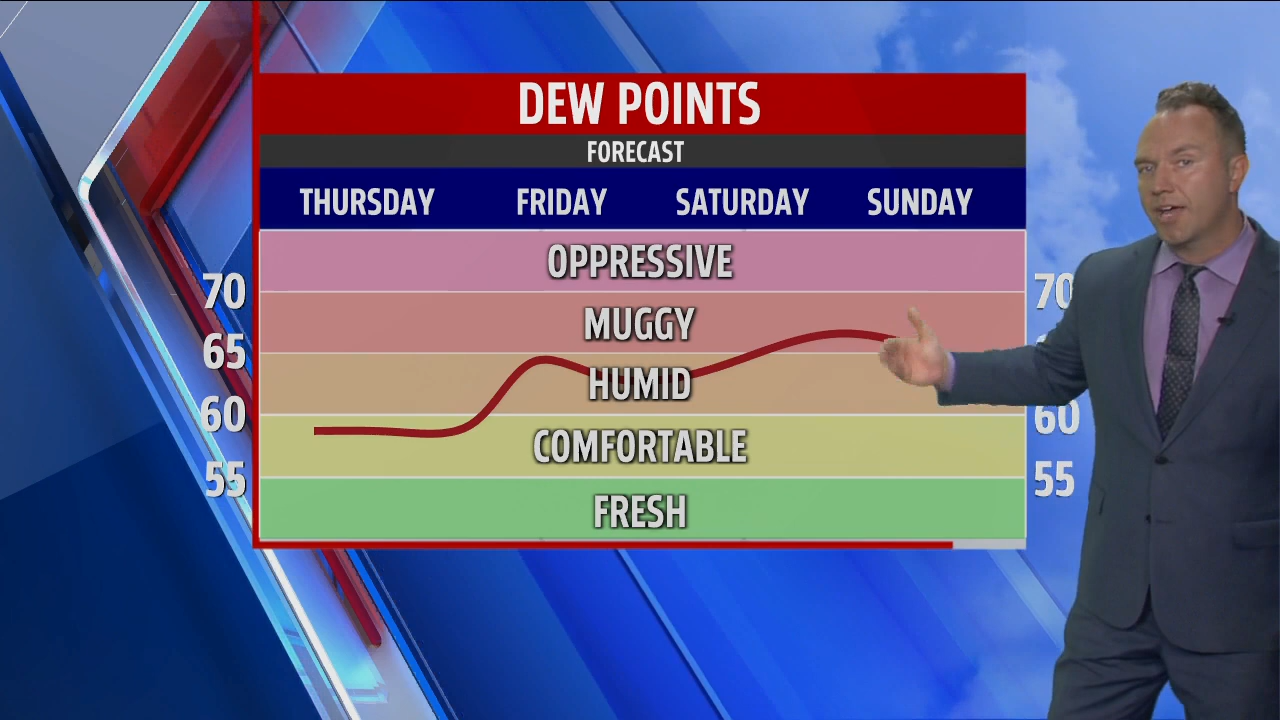 DEW POINTS
FORECAST
THURSDAY FRIDAY SATURDAY SUNDAY
OPPRESSIVE
70 70
MUGGY
65
HUMID
60 60
COMFORTABLE
55 55
FRESH